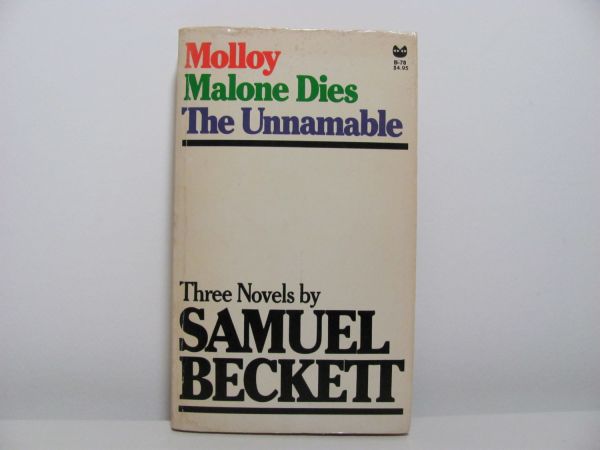 Molloy
Malone Dies
The Unnamable
B-78
$4.95
Three Novels by
SAMUEL
BECKETT